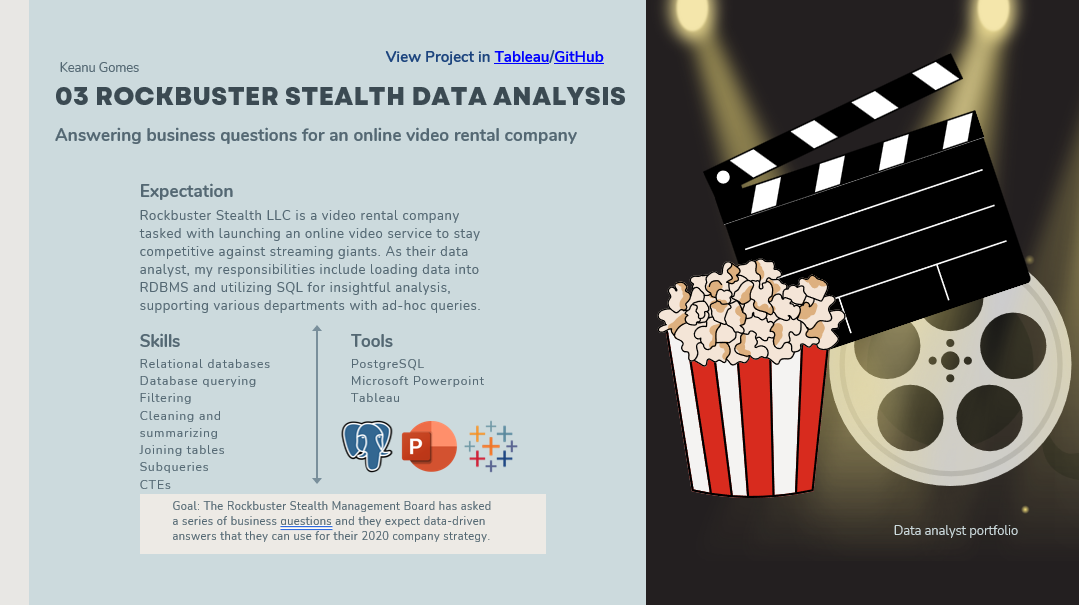 Keanu Gomes
View Project in Tableau/GitHub
03 ROCKBUSTER STEALTH DATA ANALYSIS
Answering business questions for an online video rental company
Expectation
Rockbuster Stealth LLC is a video rental company
tasked with launching an online video service to stay
competitive against streaming giants. As their data
analyst, my responsibilities include loading data into
RDBMS and utilizing SQL for insightful analysis,
supporting various departments with ad-hoc queries.
Skills
Relational databases
Database querying
Filtering
Cleaning and
summarizing
Joining tables
Subqueries
CTEs
Tools
PostgreSQL
Microsoft Powerpoint
Tableau
P
Goal: The Rockbuster Stealth Management Board has asked
a series of business questions and they expect data-driven
answers that they can use for their 2020 company strategy.
Data analyst portfolio